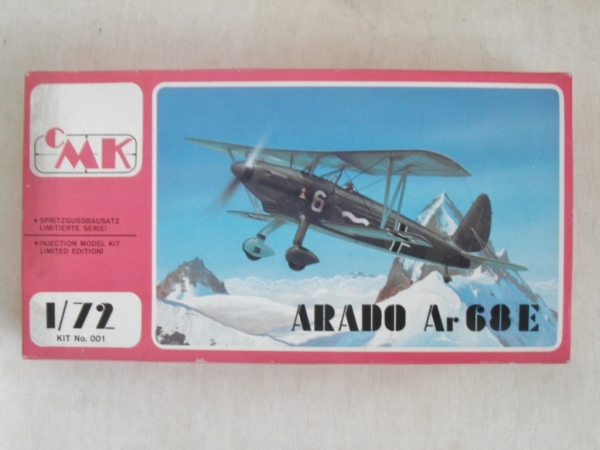 CMK
• SPRITZGUSSBAUSATZ
LIMITIERTE SERIE!
• INJECTION MODEL KIT
LIMITED EDITION!
1/72
KIT No. 001
6
ARADO Ar 68 E